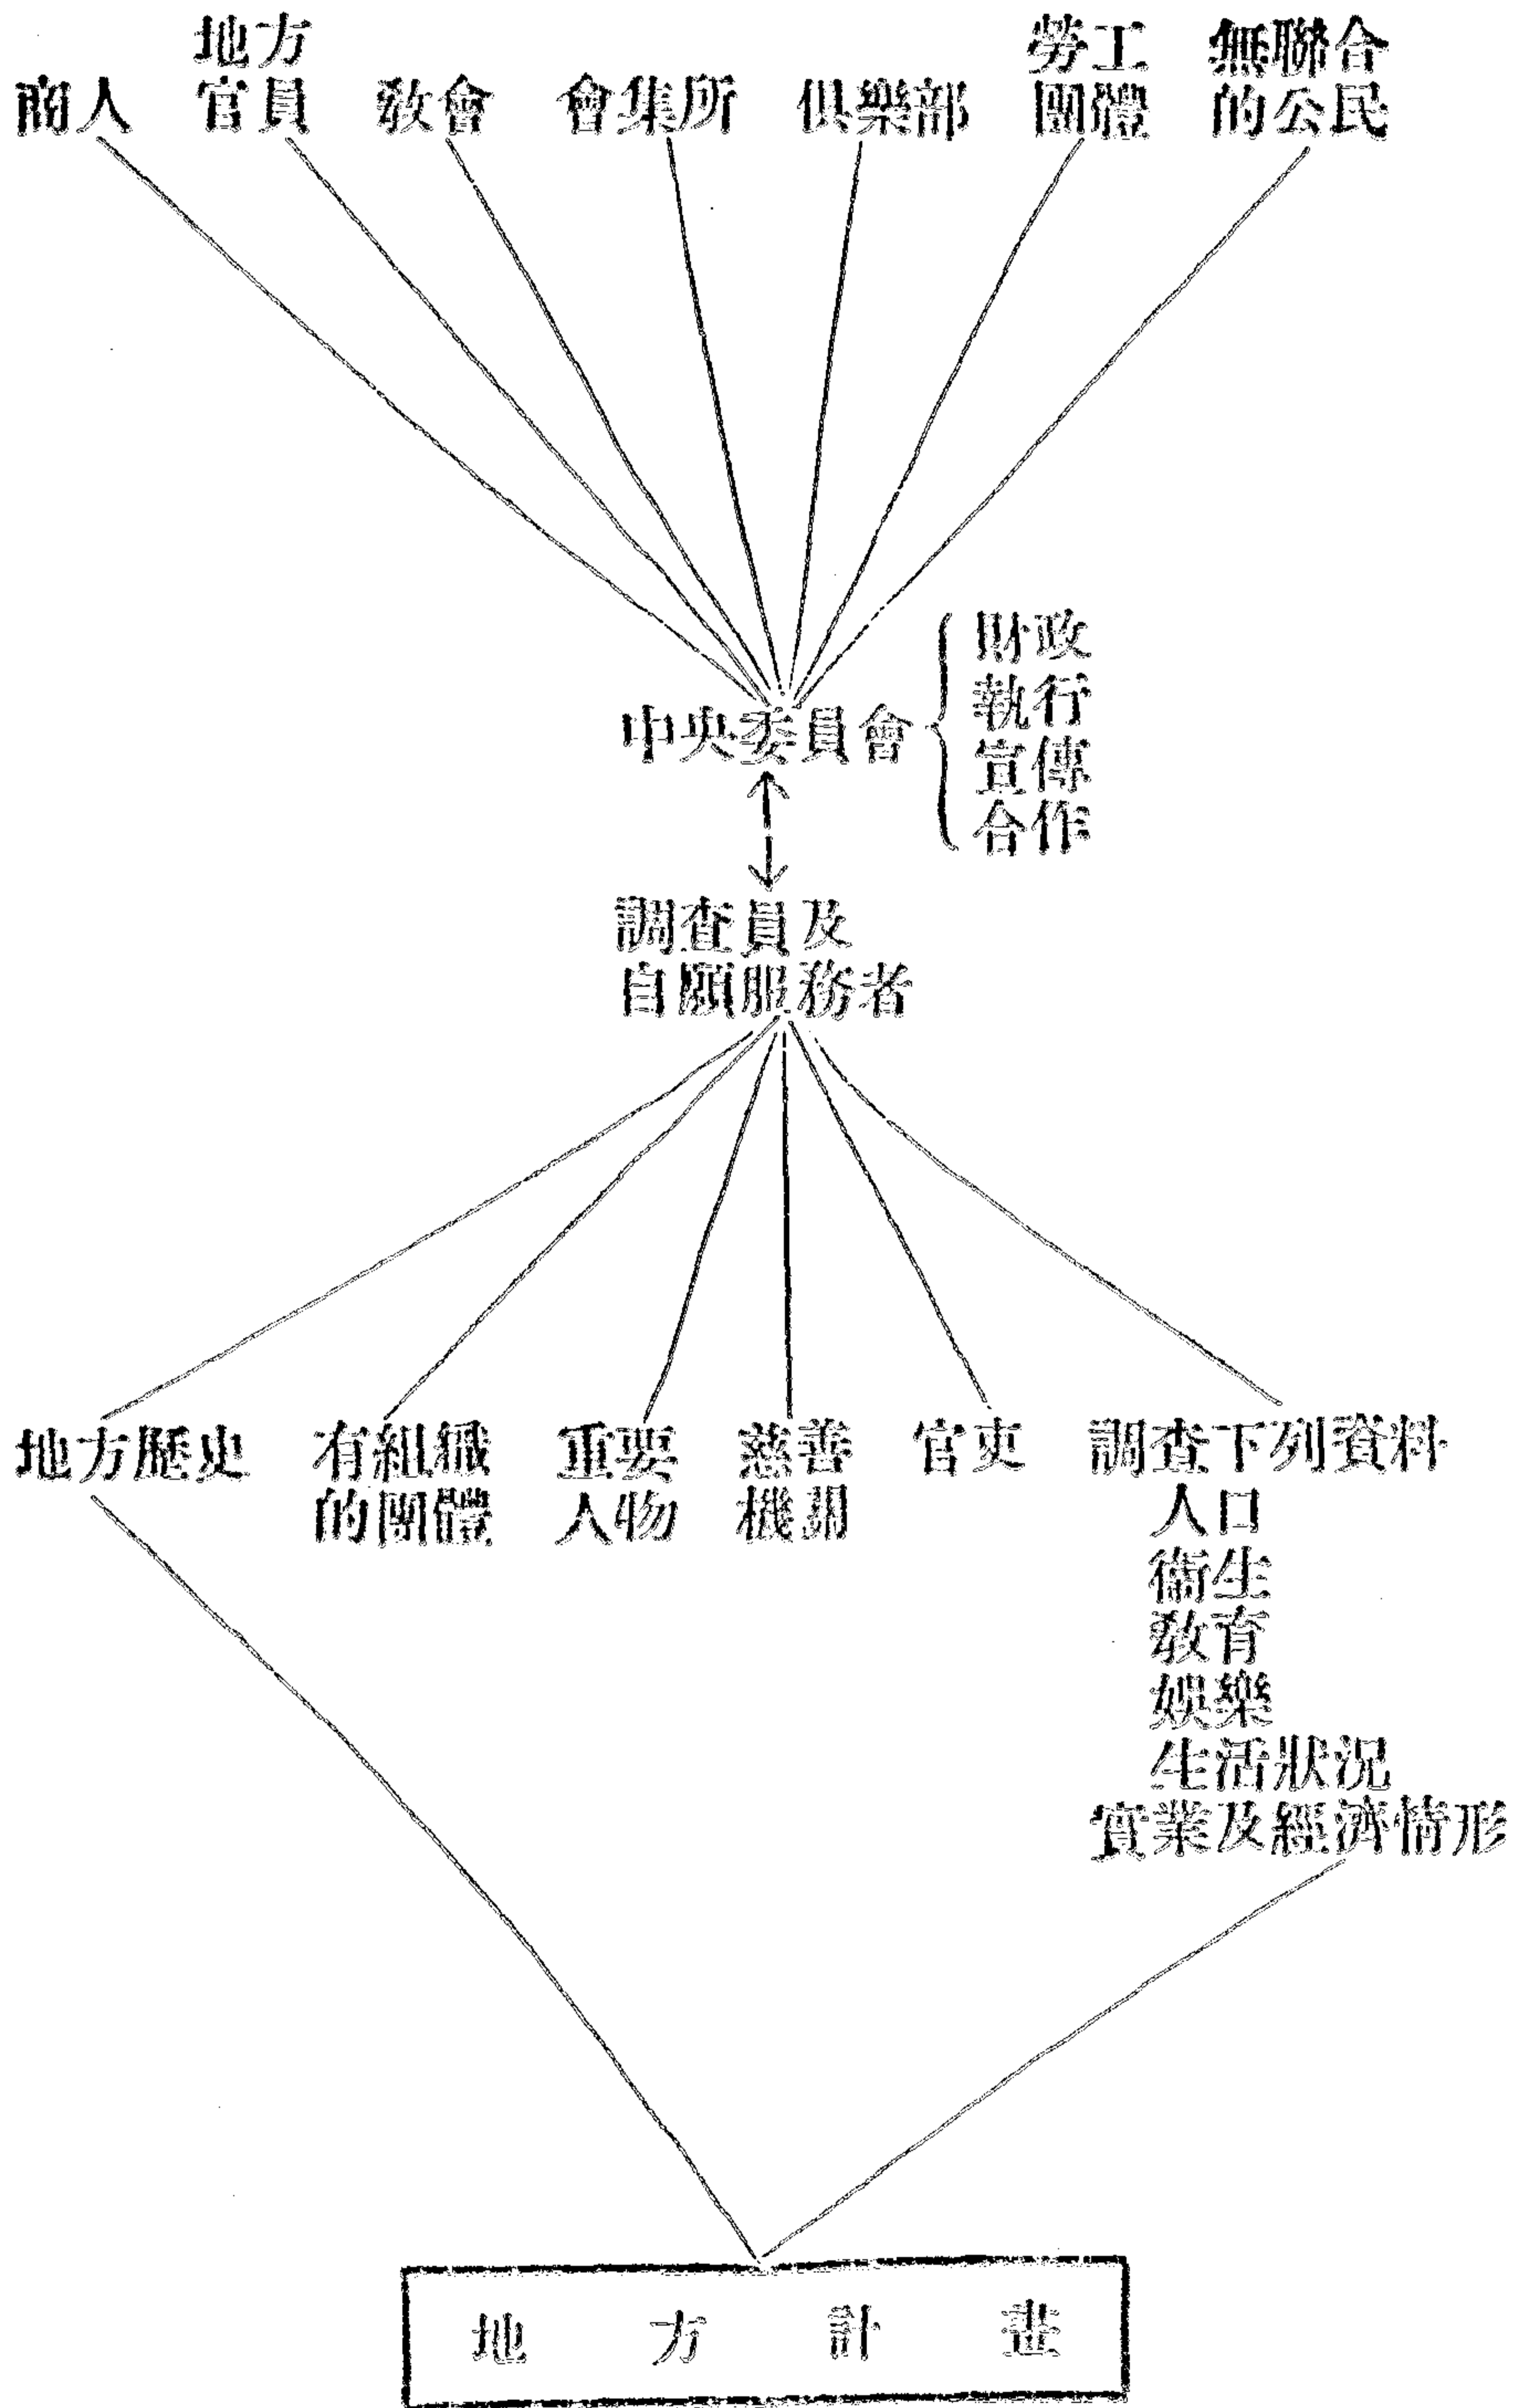 商人
地方
官員
教會
會集所
俱樂部
勞工
團體
無聯合
的公民
中央委員會
財政
執行
宣傳
合作
調查員及
自願服務者
地方歷史
有組織
的團體
重要
人物
慈善
機關
官吏
調查下列資料
人口
衞生
教育
娛樂
生活狀況
實業及經濟情形
地方計畫